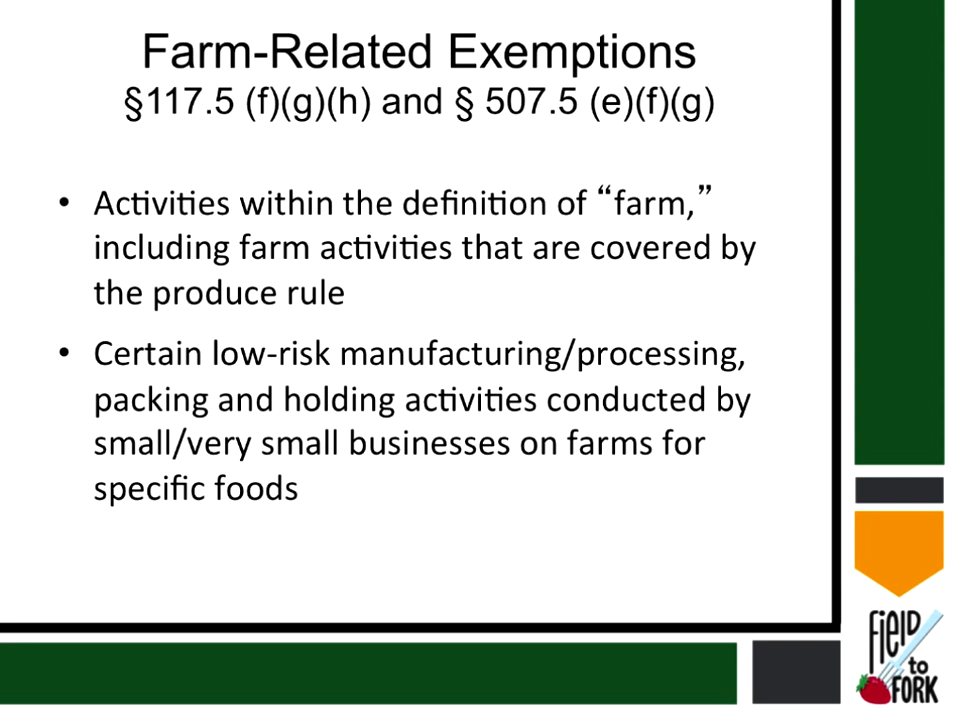 Farm-Related Exemptions
§117.5 (f)(g)(h) and § 507.5 (e)(f)(g)
• Activities within the definition of “farm,”
including farm activities that are covered by
the produce rule
• Certain low-risk manufacturing/processing,
packing and holding activities conducted by
small/very small businesses on farms for
specific foods
FiELD
to
FORK